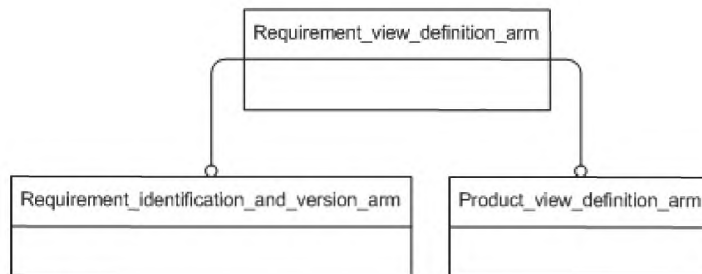 Requirement_view_definition_arm
Requirement_identification_and_version_arm
Product_view_definition_arm